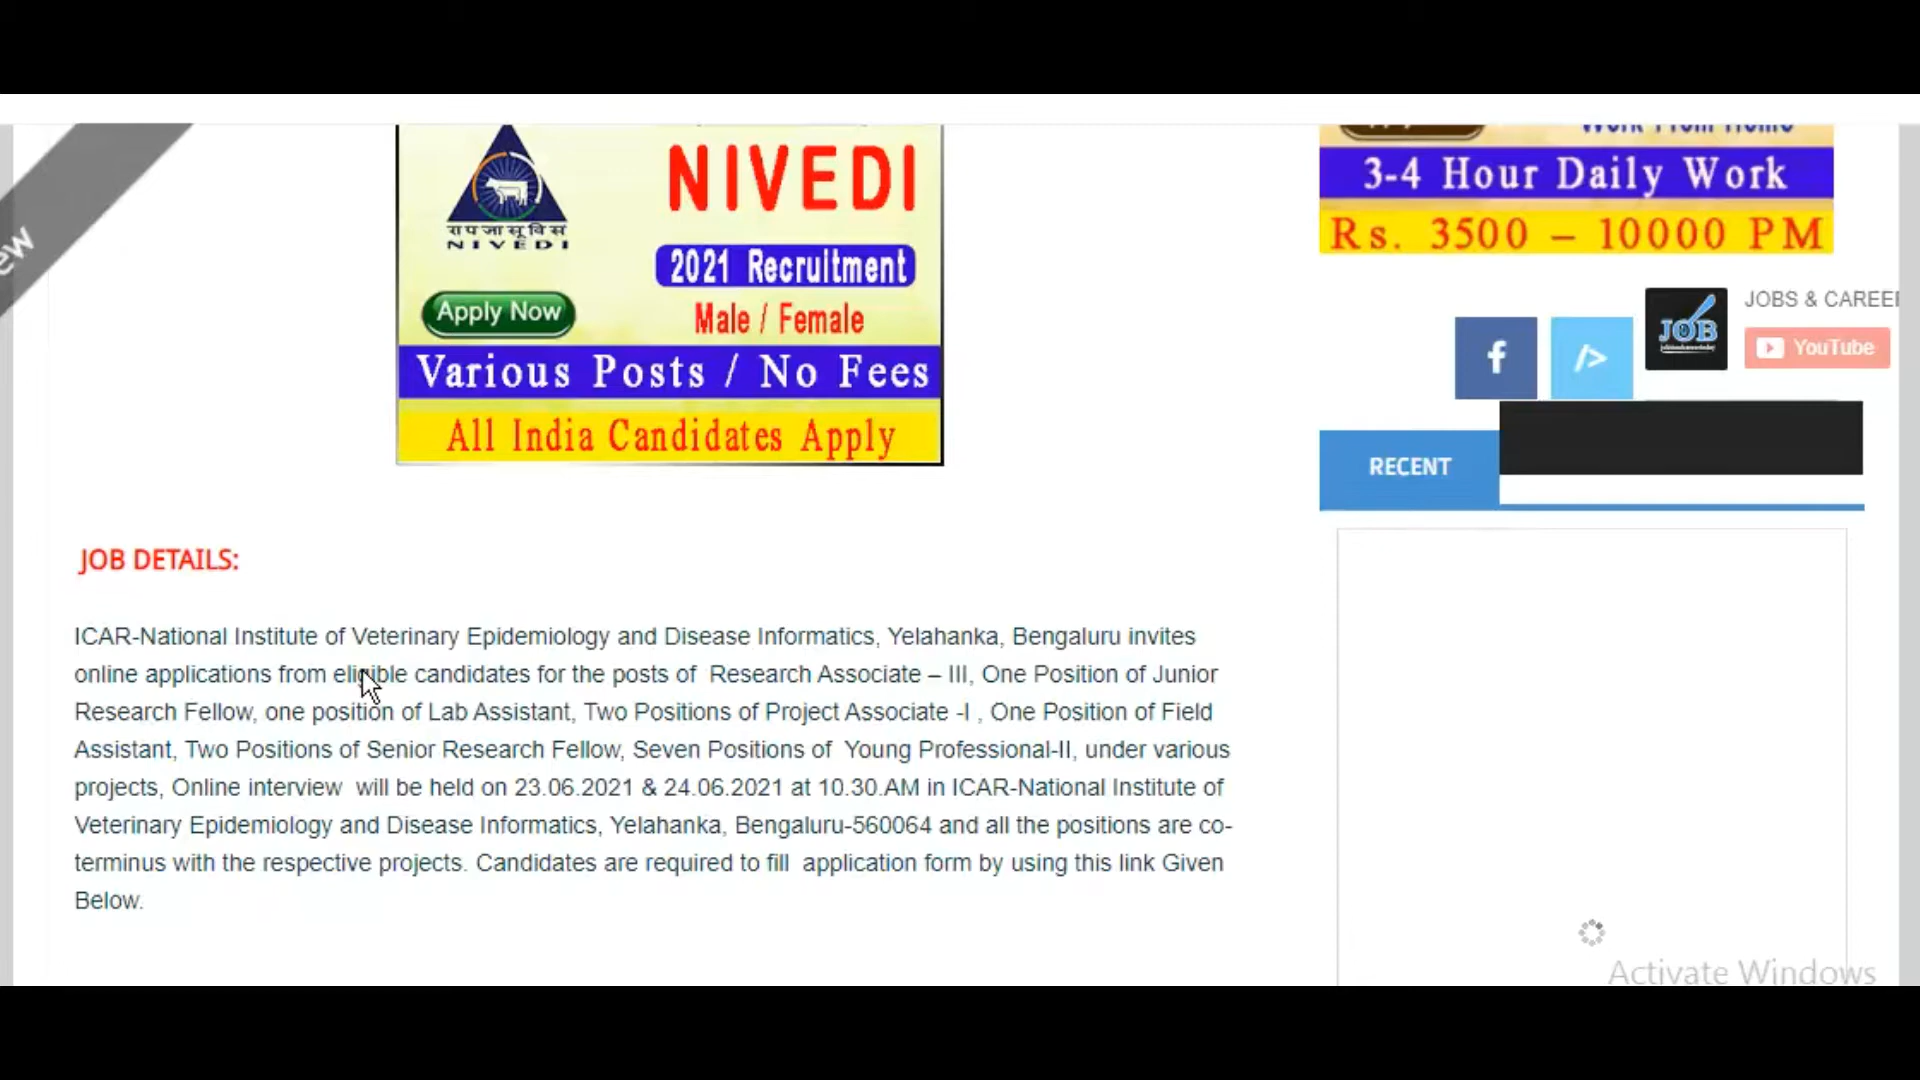 NIVEDI
रा प जा सू वि सं
NIVEDI
2021 Recruitment
Apply Now
Male / Female
Various Posts / No Fees
All India Candidates Apply
Work From Home
3-4 Hour Daily Work
Rs. 3500 – 10000 PM
JOBS & CAREER
JOB
YouTube
RECENT
JOB DETAILS:
ICAR-National Institute of Veterinary Epidemiology and Disease Informatics, Yelahanka, Bengaluru invites
online applications from eligible candidates for the posts of  Research Associate – III, One Position of Junior
Research Fellow, one position of Lab Assistant, Two Positions of Project Associate -I , One Position of Field
Assistant, Two Positions of Senior Research Fellow, Seven Positions of  Young Professional-II, under various
projects, Online interview  will be held on 23.06.2021 & 24.06.2021 at 10.30.AM in ICAR-National Institute of
Veterinary Epidemiology and Disease Informatics, Yelahanka, Bengaluru-560064 and all the positions are co-
terminus with the respective projects. Candidates are required to fill  application form by using this link Given
Below.
Activate Windows